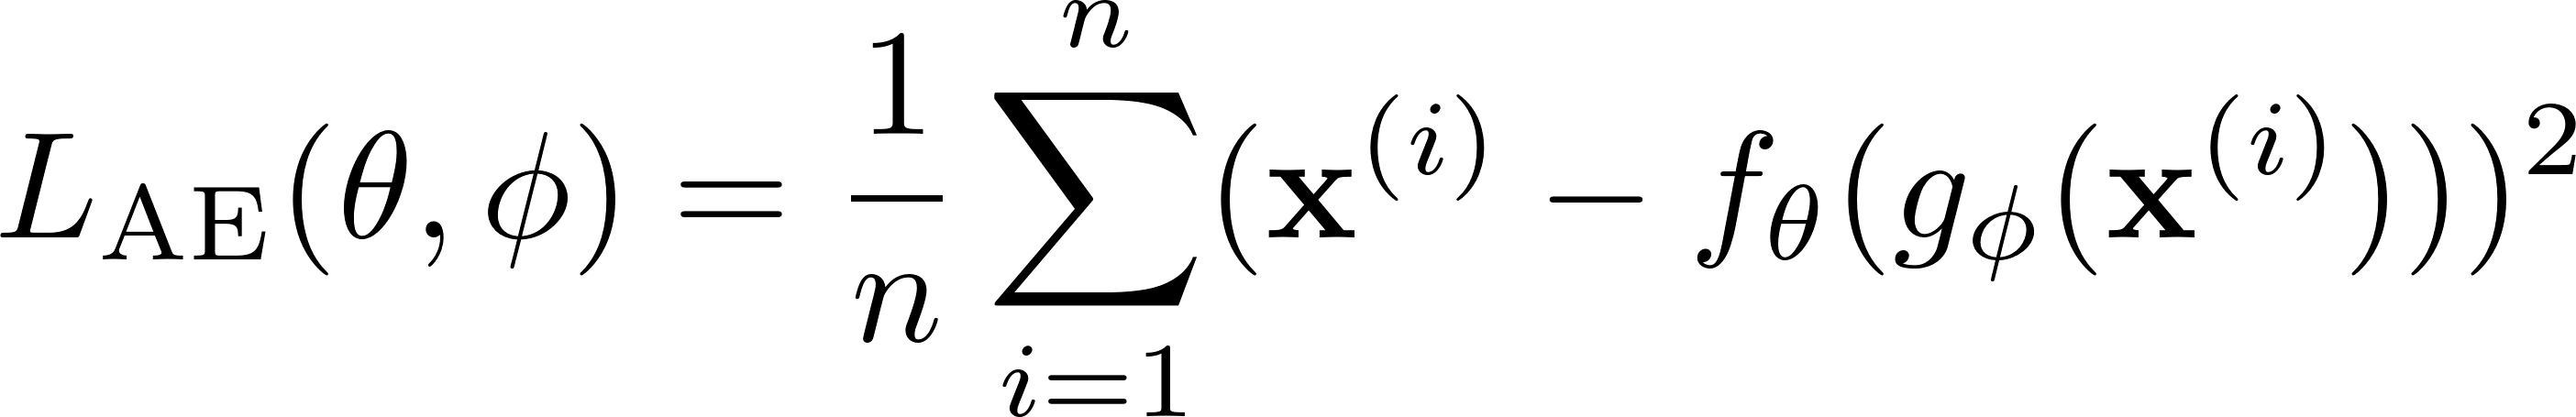 L_AE(θ, ϕ) = 1/n ∑_{i=1}^{n} (𝐱^(i) − f_θ(g_ϕ(𝐱^(i))))²